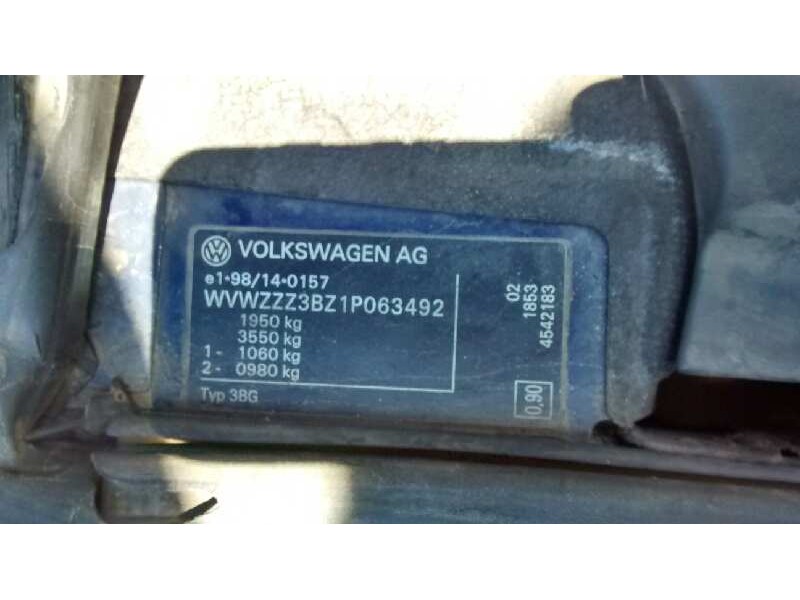 VOLKSWAGEN AG
e1*98/14*0157
WVWZZZ3BZ1P063492
1950 kg
3550 kg
1 - 1060 kg
2 - 0980 kg
Typ 3BG
02
1853
4542183
0,90